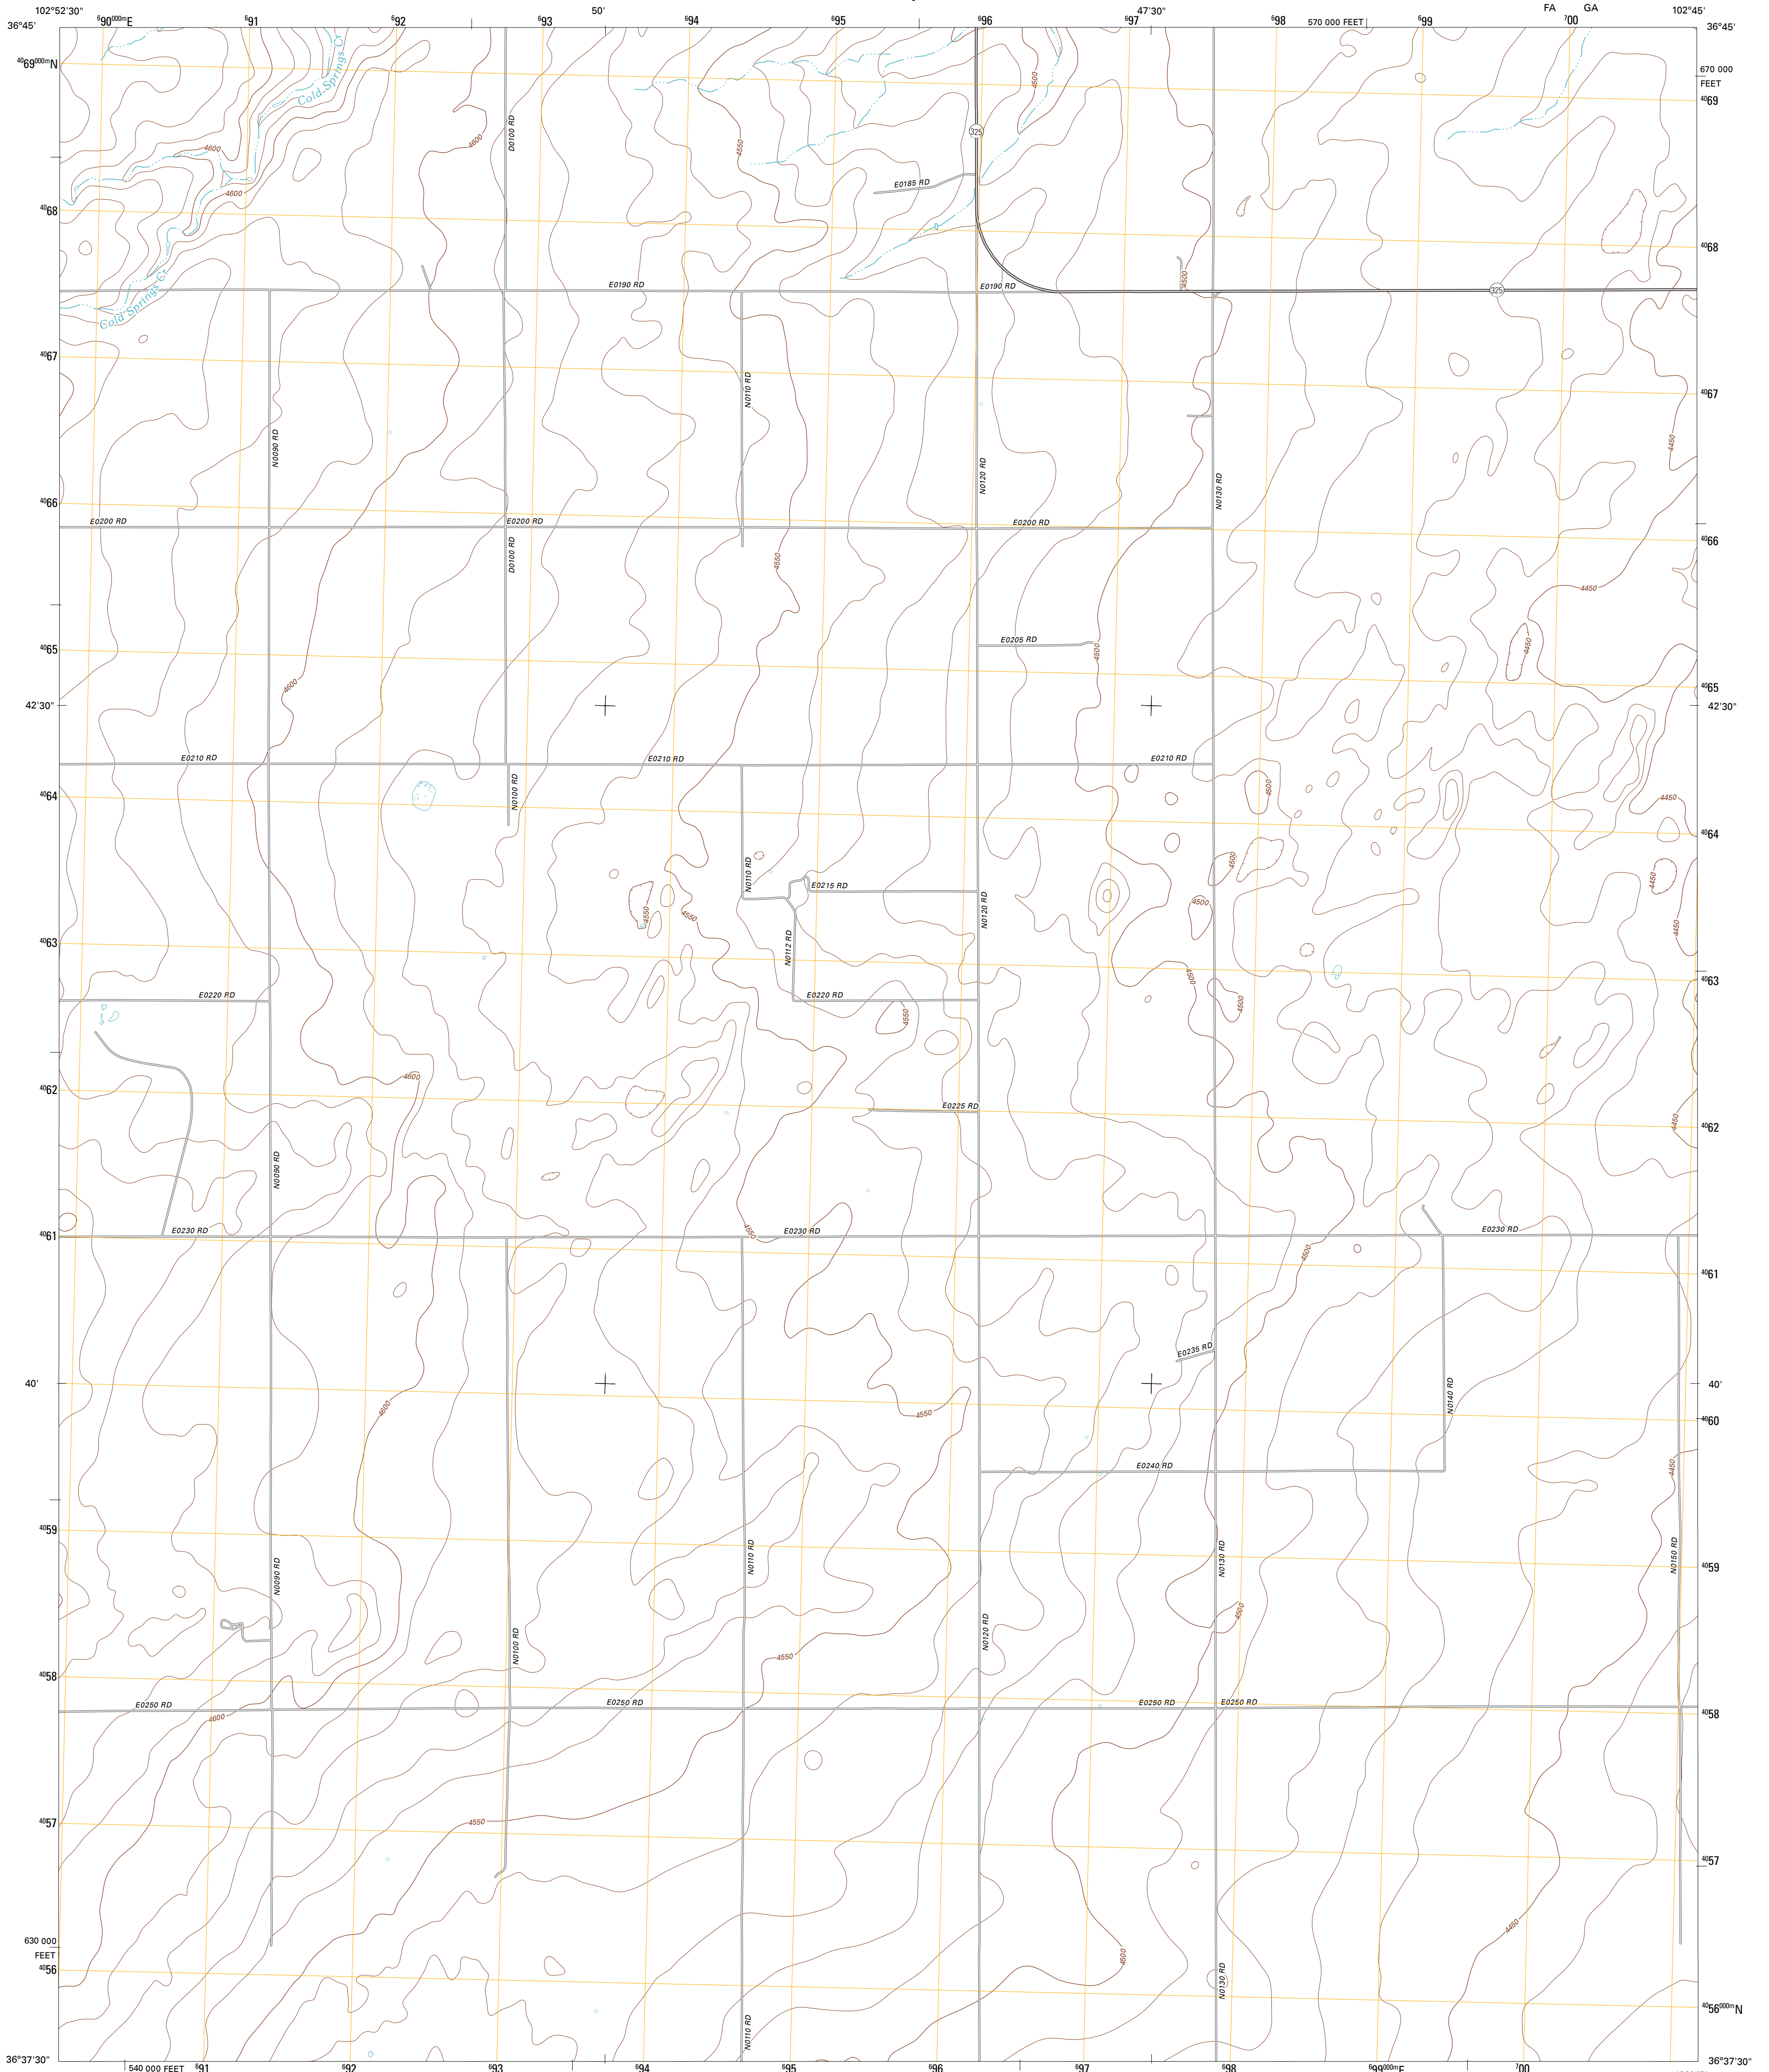 102°52'30" ⁶90⁰⁰⁰ᵐE ⁶91 ⁶92 ⁶93 50' ⁶94 ⁶95 ⁶96 ⁶97 47'30" ⁶98 570 000 FEET ⁶99 FA ⁷00 GA 102°45'
36°45' 36°45'
⁴⁰69⁰⁰⁰ᵐN
670 000
FEET
⁴⁰69
Cold Springs Cr
4500
D0100 RD
325
4600
4550
4600
4600
E0185 RD
⁴⁰68
⁴⁰68
4500
Cold Springs Cr
E0190 RD
E0190 RD
325
⁴⁰67
⁴⁰67
N0110 RD
N0090 RD
4450
N0120 RD
N0130 RD
⁴⁰66
E0200 RD
E0200 RD
E0200 RD
⁴⁰66
D0100 RD
4550
4450
⁴⁰65
E0205 RD
4500
4450
⁴⁰65
4600
42'30"
42'30"
E0210 RD
E0210 RD
E0210 RD
⁴⁰64
N0100 RD
4500
4450
⁴⁰64
N0110 RD
E0215 RD
4500
4450
4550
4550
N0120 RD
4500
4450
⁴⁰63
N0112 RD
4500
⁴⁰63
E0220 RD
E0220 RD
4550
4500
⁴⁰62
4600
E0225 RD
4450
⁴⁰62
N0090 RD
⁴⁰61
E0230 RD
4550
E0230 RD
E0230 RD
4500
⁴⁰61
E0235 RD
40'
40'
N0140 RD
4600
4550
⁴⁰60
E0240 RD
4450
⁴⁰59
N0090 RD
N0110 RD
N0130 RD
N0150 RD
⁴⁰59
4500
N0100 RD
N0120 RD
4550
⁴⁰58
E0250 RD
E0250 RD
E0250 RD
E0250 RD
⁴⁰58
4600
⁴⁰57
4550
⁴⁰57
4450
630 000
FEET
4500
⁴⁰56
N0130 RD
⁴⁰56⁰⁰⁰ᵐN
N0110 RD
36°37'30" 36°37'30"
540 000 FEET ⁶91 ⁶92 ⁶93 ⁶94 ⁶95 ⁶96 ⁶97 ⁶98 ⁶99⁰⁰⁰ᵐE ⁷00